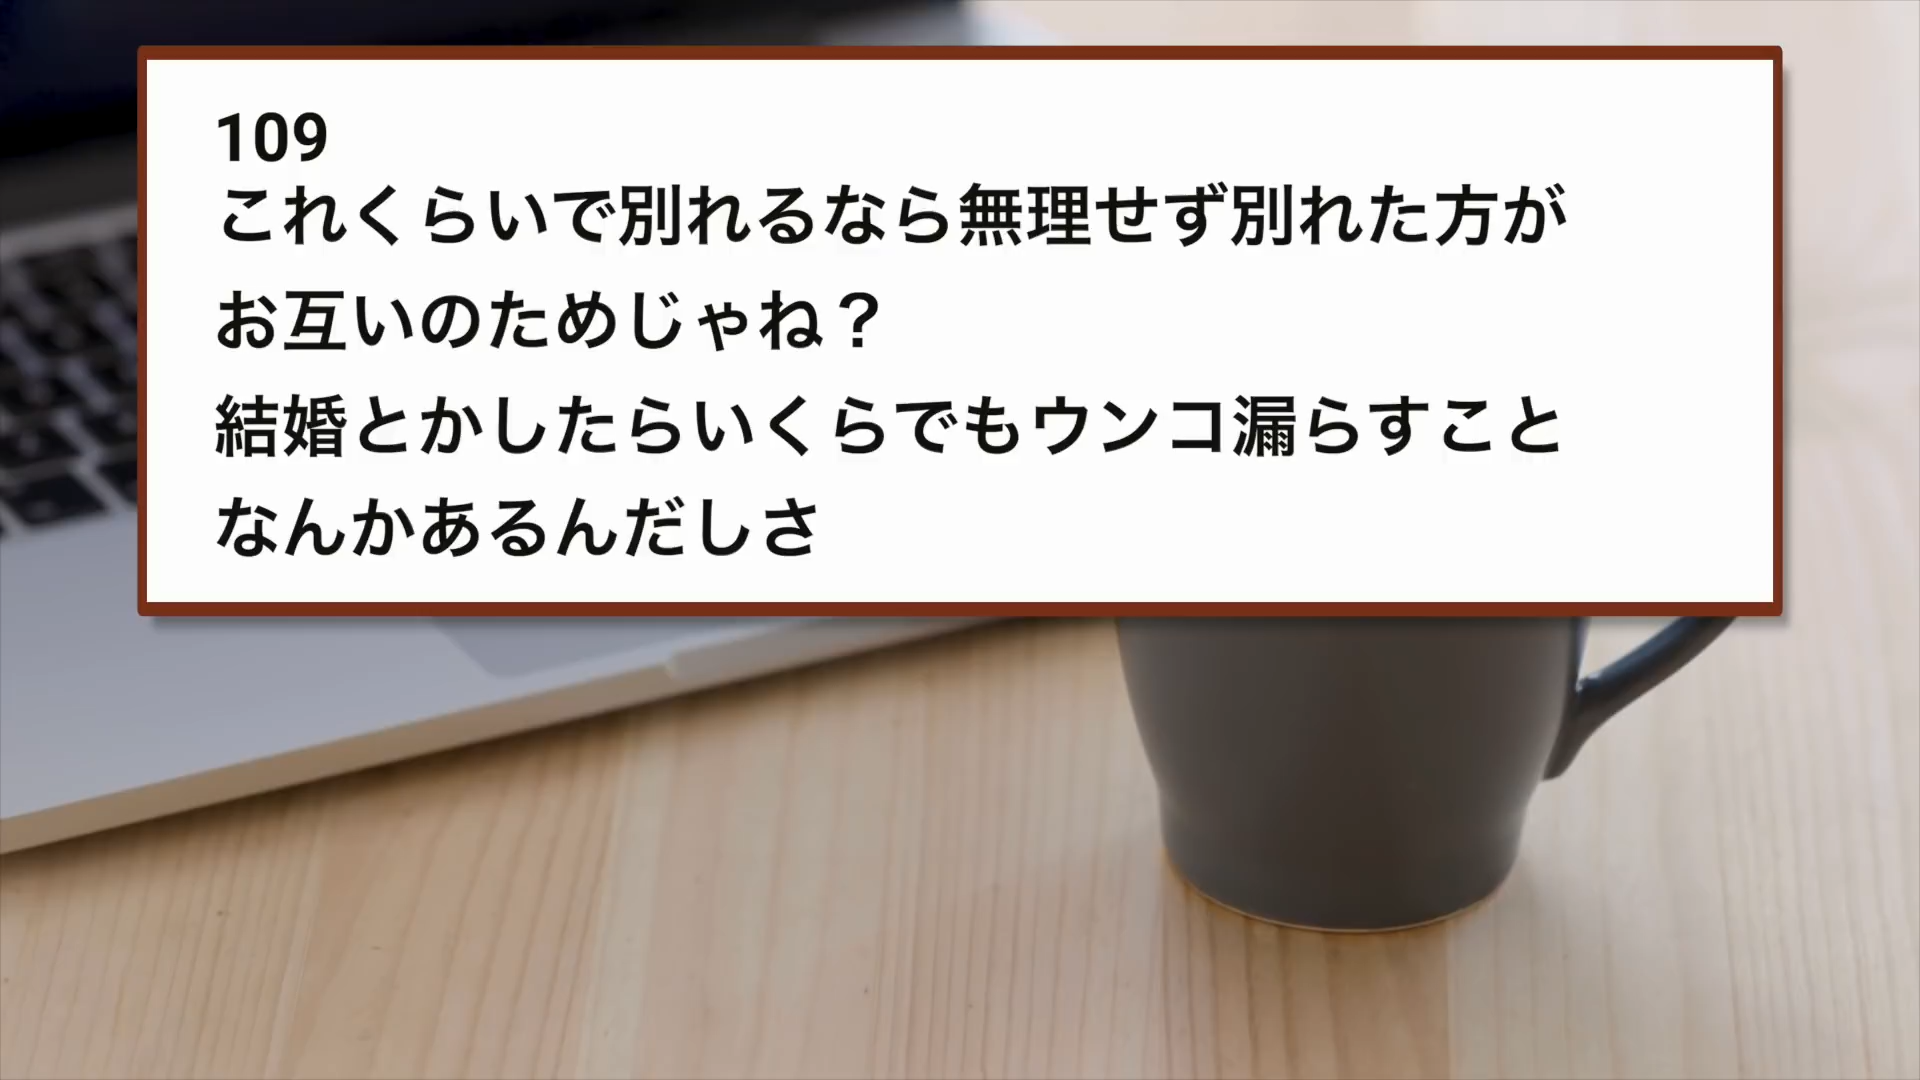 109
これくらいで別れるなら無理せず別れた方が
お互いのためじゃね？
結婚とかしたらいくらでもウンコ漏らすこと
なんかあるんだしさ